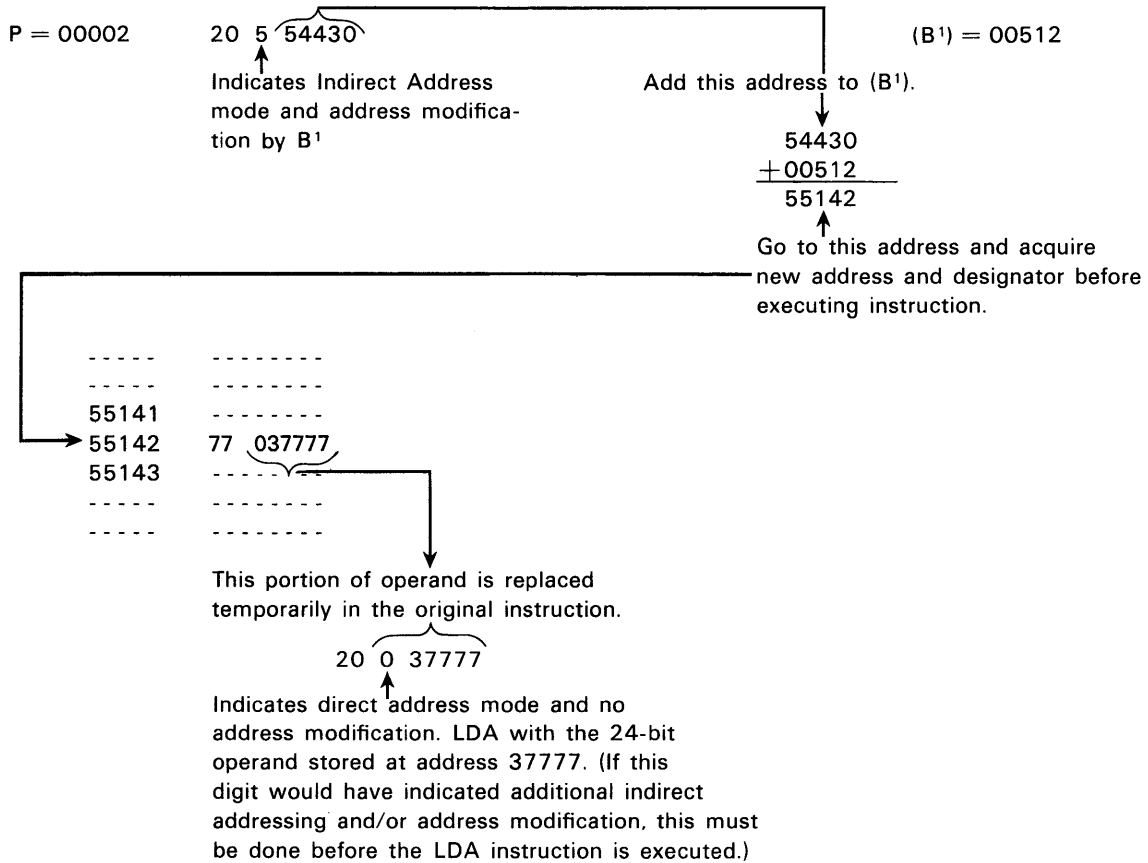 P = 00002 20 5 54430 (B¹) = 00512
Indicates Indirect Address
mode and address modifica-
tion by B¹
Add this address to (B¹).
54430
+00512
55142
Go to this address and acquire
new address and designator before
executing instruction.
- - - - - - - - - - - - -
- - - - - - - - - - - - -
55141 - - - - - - - -
55142 77 037777
55143 - - - - - - - -
- - - - - - - - - - - - -
- - - - - - - - - - - - -
This portion of operand is replaced
temporarily in the original instruction.
20 0 37777
Indicates direct address mode and no
address modification. LDA with the 24-bit
operand stored at address 37777. (If this
digit would have indicated additional indirect
addressing and/or address modification, this must
be done before the LDA instruction is executed.)